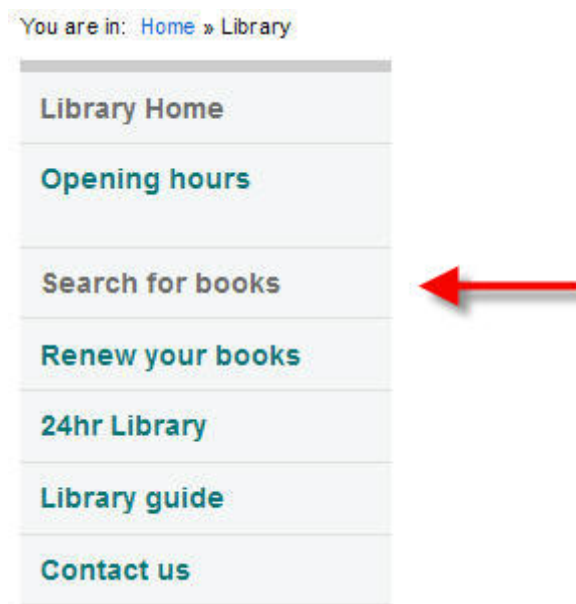 You are in: Home » Library
Library Home
Opening hours
Search for books
Renew your books
24hr Library
Library guide
Contact us